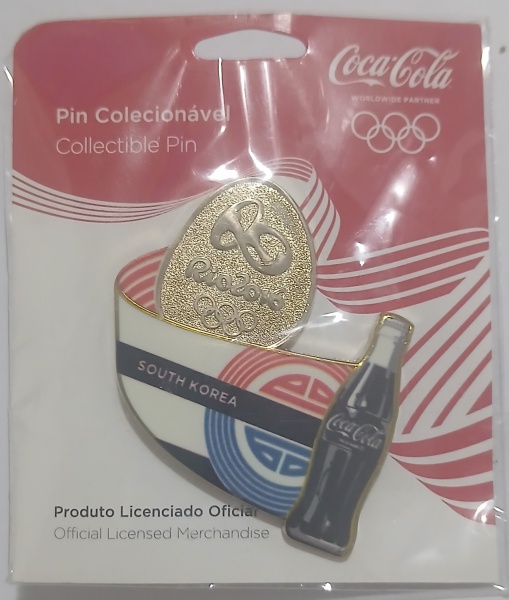 Coca-Cola
WORLDWIDE PARTNER
Pin Colecionável
Collectible Pin
Rio2016
SOUTH KOREA
Coca-Cola
Produto Licenciado Oficial
Official Licensed Merchandise